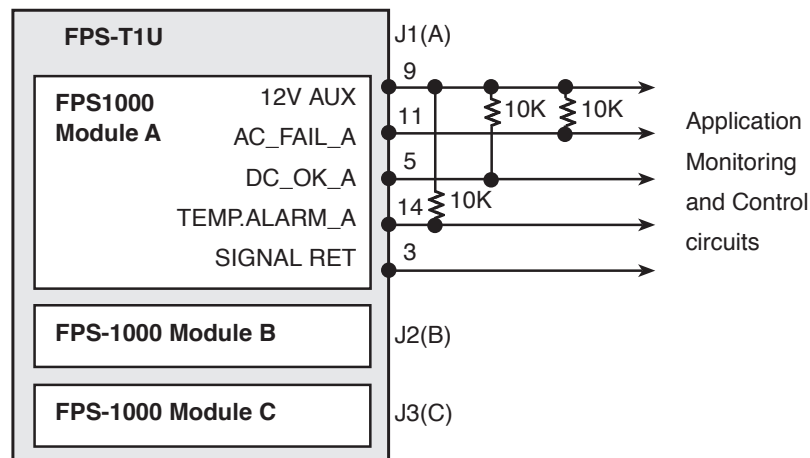 FPS-T1U
J1(A)
FPS1000
Module A
12V AUX
9
AC_FAIL_A
11
DC_OK_A
5
TEMP.ALARM_A
14
SIGNAL RET
3
10K
10K
10K
Application
Monitoring
and Control
circuits
FPS-1000 Module B
J2(B)
FPS-1000 Module C
J3(C)